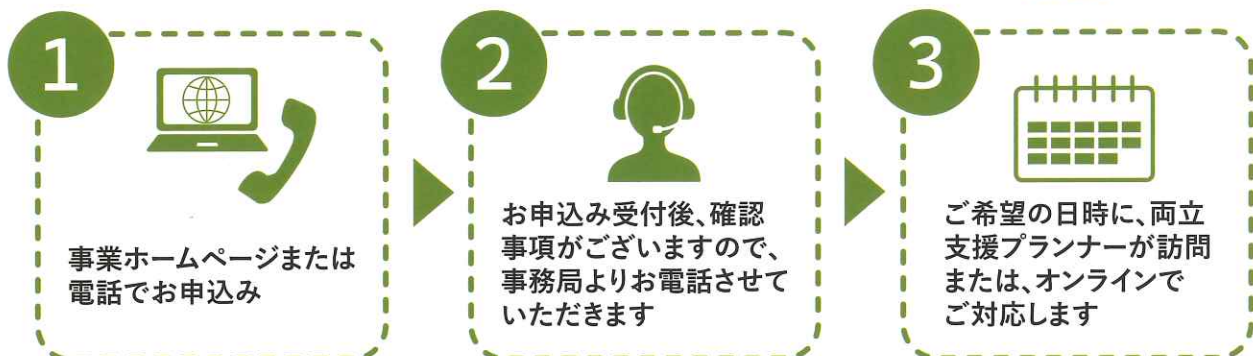 1
事業ホームページまたは
電話でお申込み
2
お申込み受付後、確認
事項がございますので、
事務局よりお電話させて
いただきます
3
ご希望の日時に、両立
支援プランナーが訪問
または、オンラインで
ご対応します